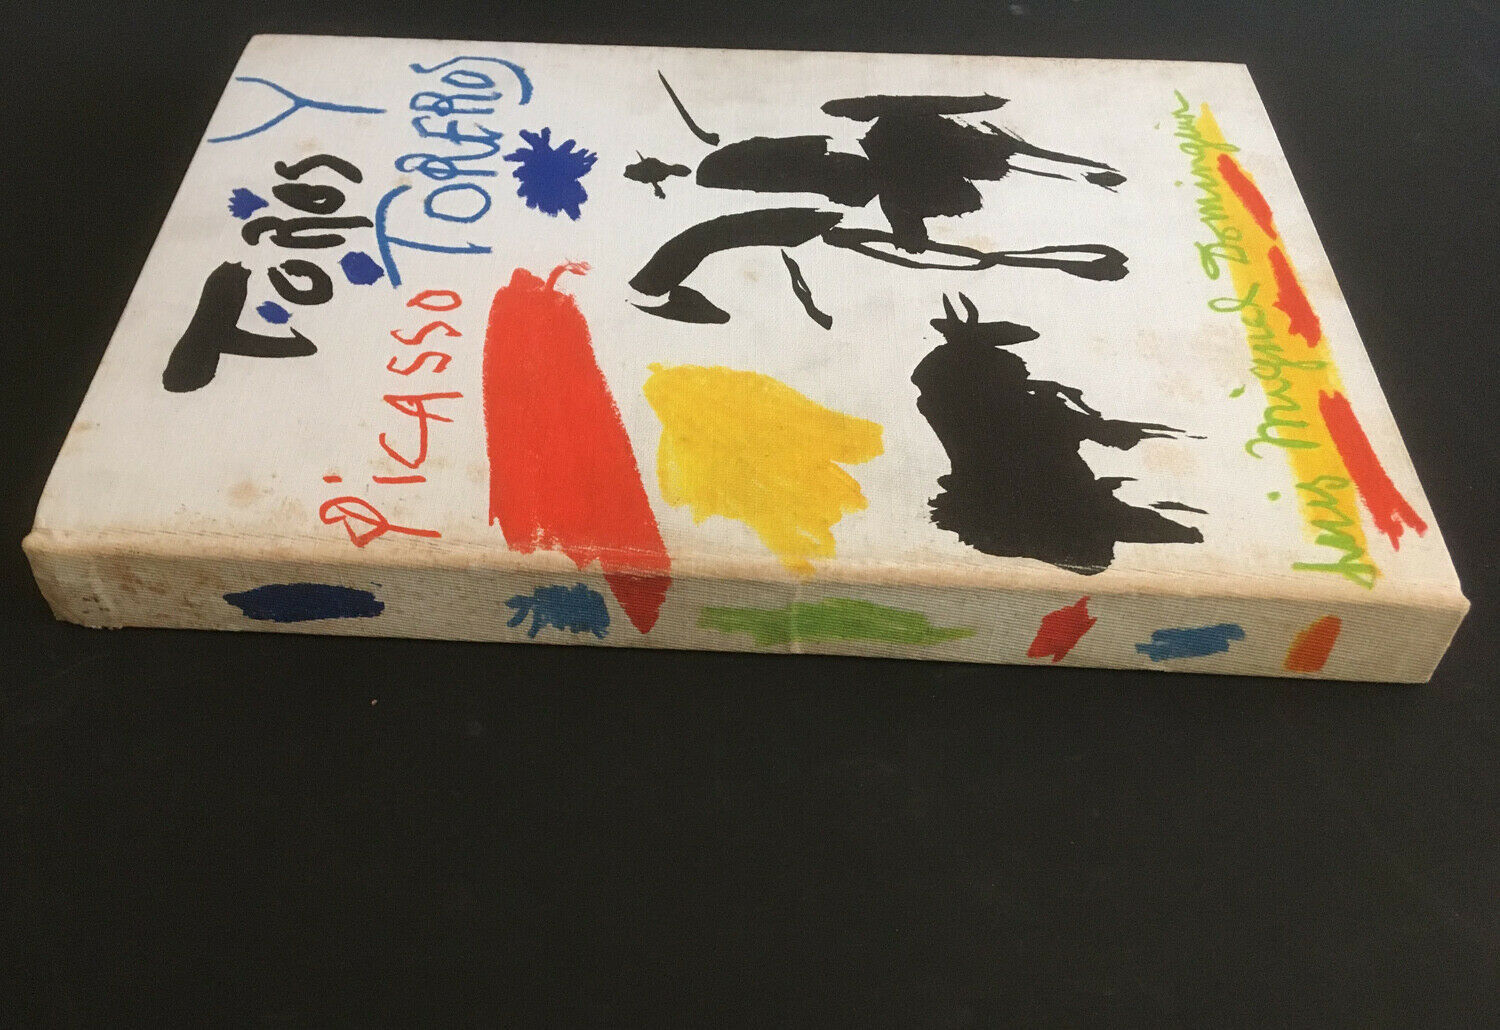 ToRos Y
TORERos
PiCASSO
Luis Miguel Dominguin